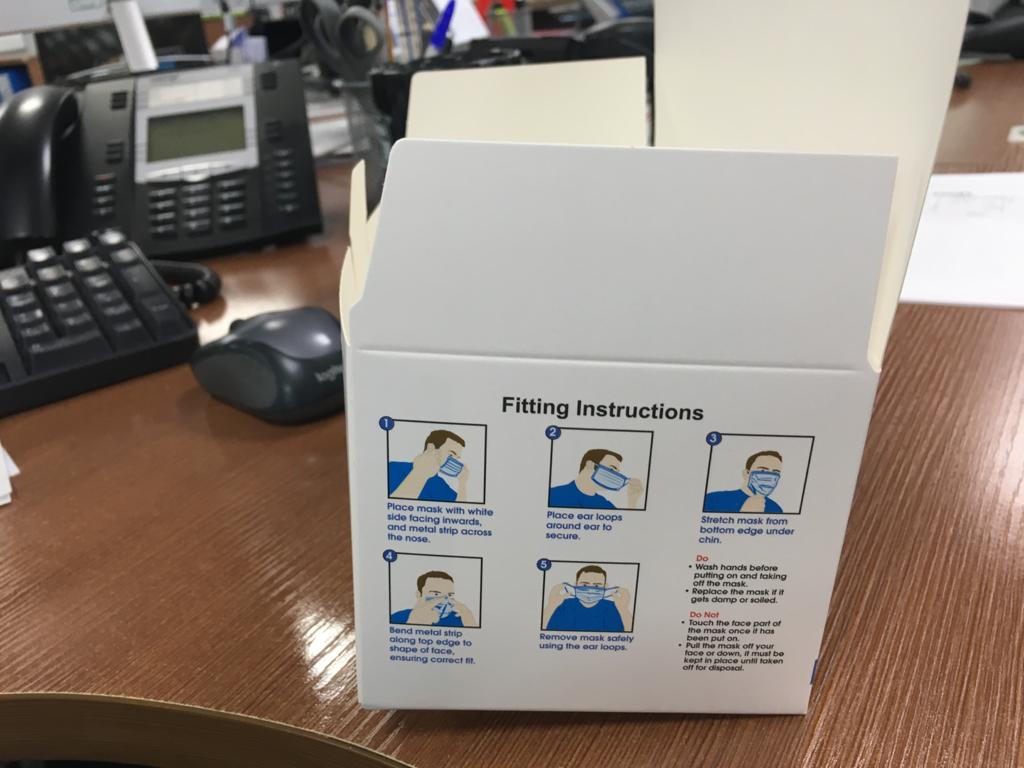 Fitting Instructions
1
2
3
Place mask with white
side facing inwards,
and metal strip across
the nose.
Place ear loops
around ear to
secure.
Stretch mask from
bottom edge under
chin.
4
5
Bend metal strip
along top edge to
shape of face,
ensuring correct fit.
Remove mask safely
using the ear loops.
Do
• Wash hands before
putting on and taking
off the mask.
• Replace the mask if it
gets damp or soiled.
Do Not
• Touch the face part of
the mask once it has
been put on.
• Pull the mask off your
face or down, it must be
kept in place until taken
off for disposal.